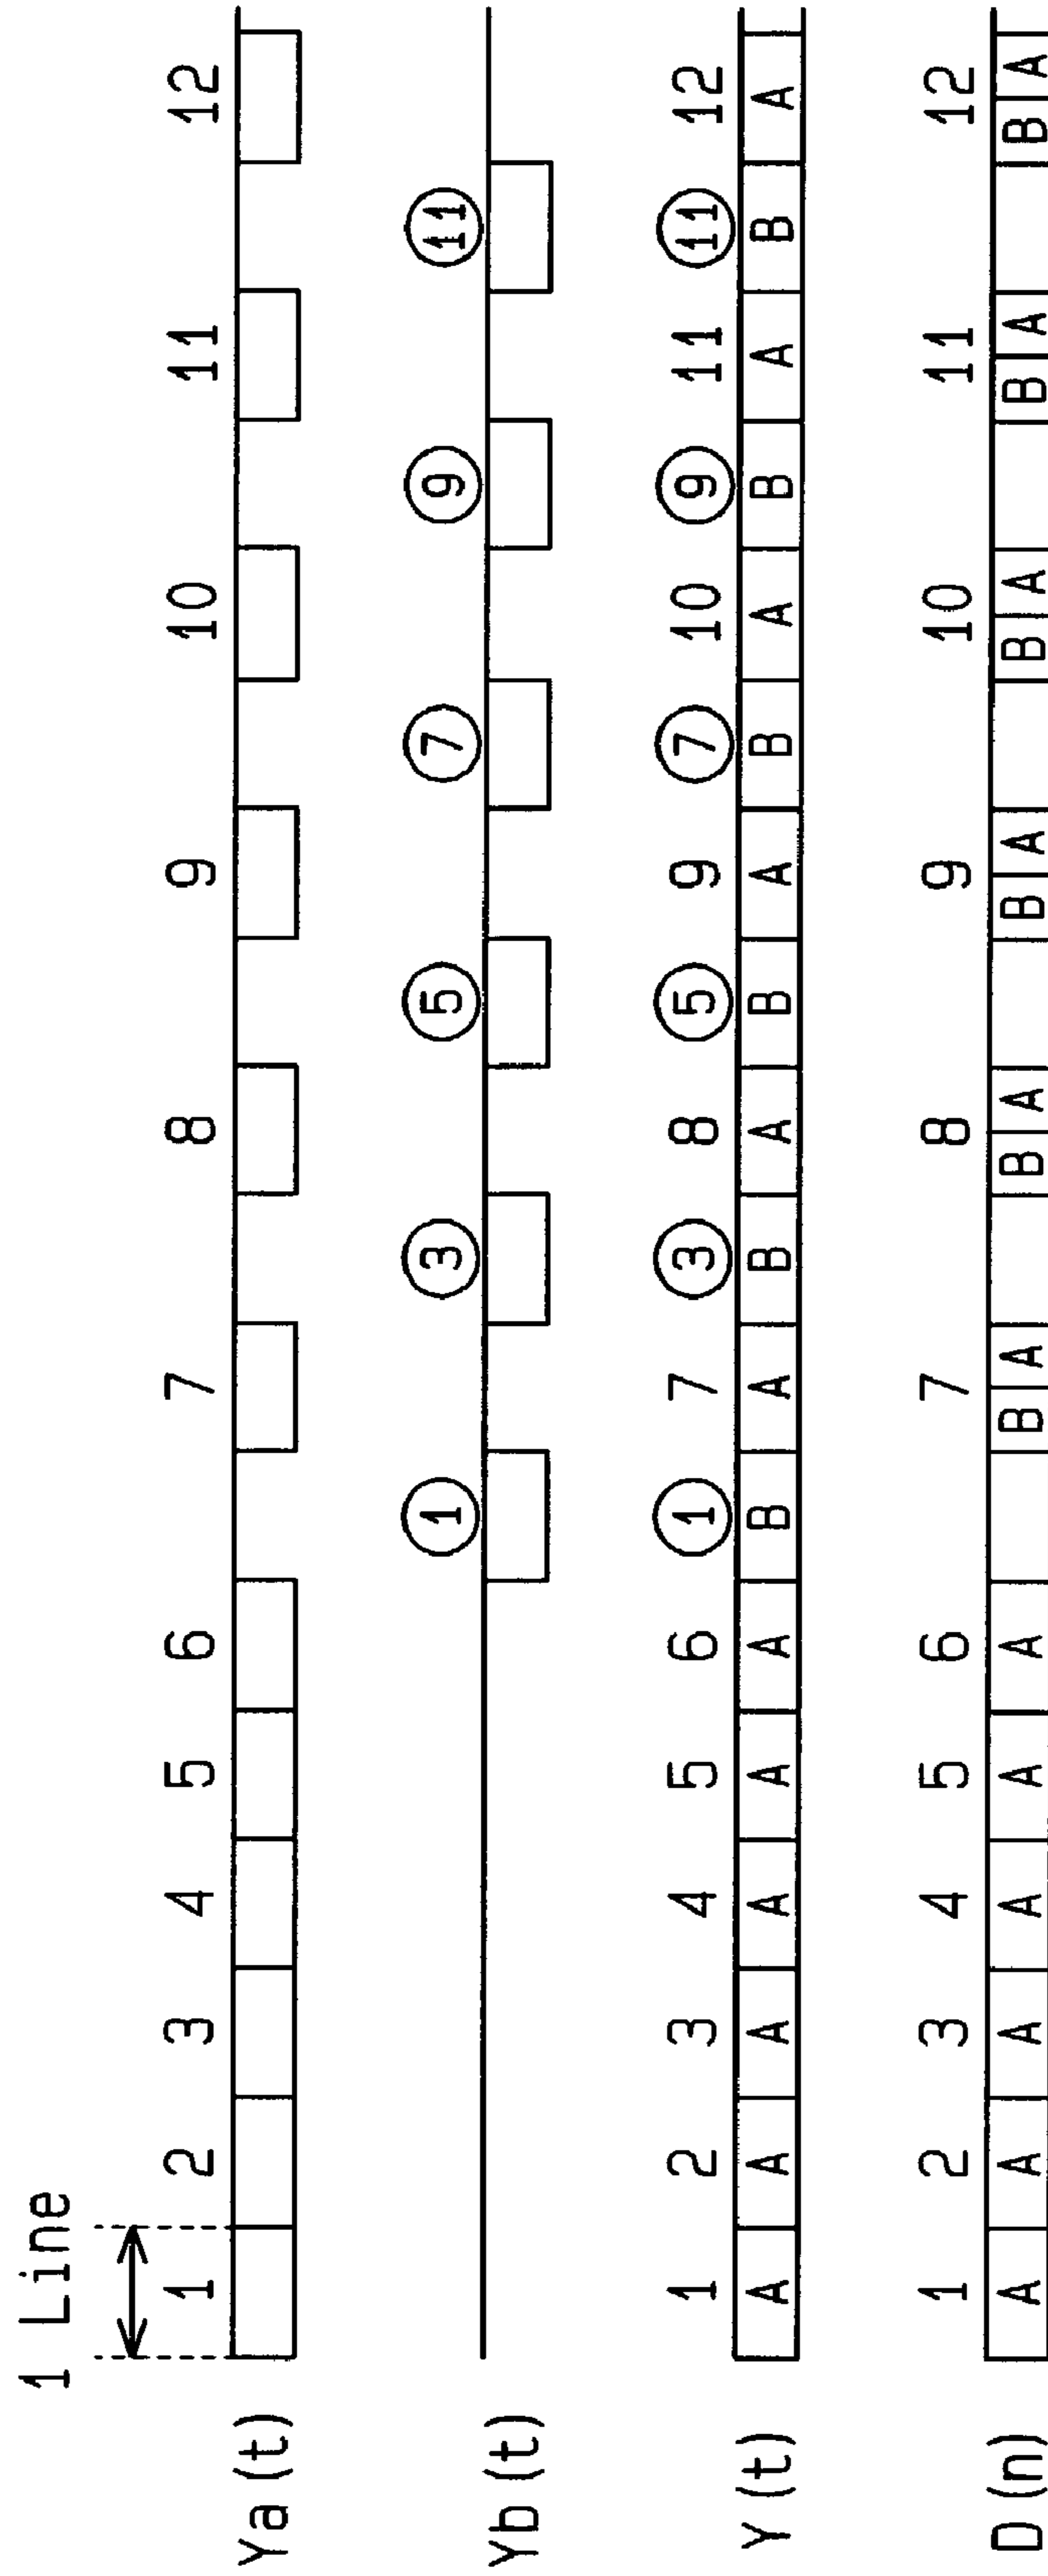 1 Line
1 2 3 4 5 6 7 8 9 10 11 12
Ya (t)
① ③ ⑤ ⑦ ⑨ ⑪
Yb (t)
1 2 3 4 5 6 ① 7 ③ 8 ⑤ 9 ⑦ 10 ⑨ 11 ⑪ 12
Y (t) A A A A A A B A B A B A B A B A B A
1 2 3 4 5 6 7 8 9 10 11 12
D (n) A A A A A A B A B A B A B A B A B A